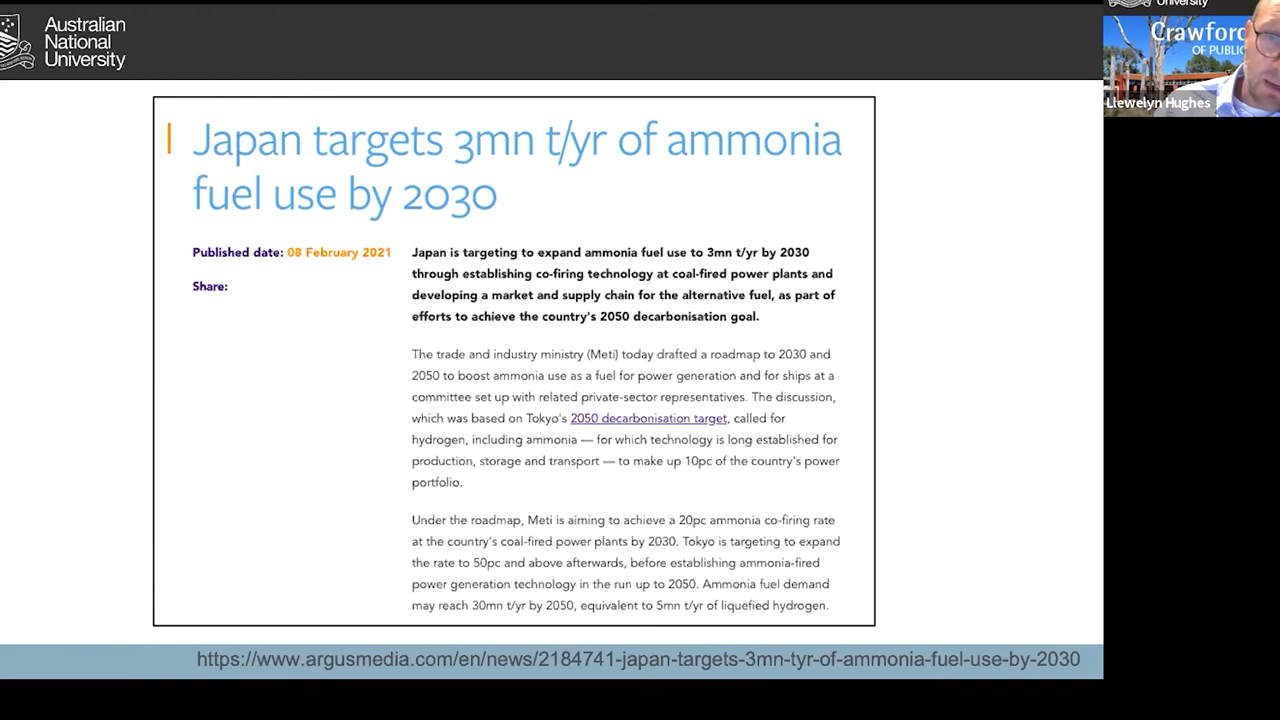 Australian
National
University
Japan targets 3mn t/yr of ammonia
fuel use by 2030
Published date: 08 February 2021
Share:
Japan is targeting to expand ammonia fuel use to 3mn t/yr by 2030
through establishing co-firing technology at coal-fired power plants and
developing a market and supply chain for the alternative fuel, as part of
efforts to achieve the country's 2050 decarbonisation goal.
The trade and industry ministry (Meti) today drafted a roadmap to 2030 and
2050 to boost ammonia use as a fuel for power generation and for ships at a
committee set up with related private-sector representatives. The discussion,
which was based on Tokyo's 2050 decarbonisation target, called for
hydrogen, including ammonia — for which technology is long established for
production, storage and transport — to make up 10pc of the country's power
portfolio.
Under the roadmap, Meti is aiming to achieve a 20pc ammonia co-firing rate
at the country's coal-fired power plants by 2030. Tokyo is targeting to expand
the rate to 50pc and above afterwards, before establishing ammonia-fired
power generation technology in the run up to 2050. Ammonia fuel demand
may reach 30mn t/yr by 2050, equivalent to 5mn t/yr of liquefied hydrogen.
https://www.argusmedia.com/en/news/2184741-japan-targets-3mn-tyr-of-ammonia-fuel-use-by-2030
University
Crawford
OF PUBLIC
Llewelyn Hughes